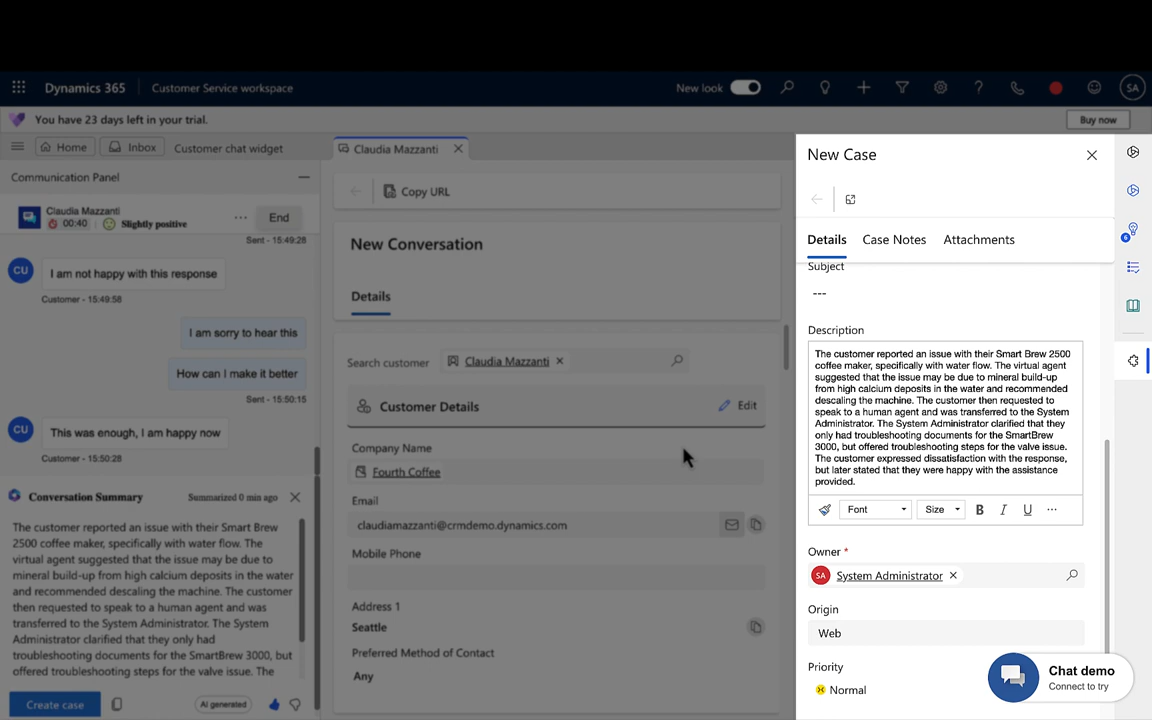 Dynamics 365
Customer Service workspace
New look
SA
You have 23 days left in your trial.
Buy now
Home
Inbox
Customer chat widget
Claudia Mazzanti
Communication Panel
Claudia Mazzanti
00:40
Slightly positive
End
Sent - 15:49:28
CU
I am not happy with this response
Customer - 15:49:58
I am sorry to hear this
How can I make it better
Sent - 15:50:15
CU
This was enough, I am happy now
Customer - 15:50:28
Conversation Summary
Summarized 0 min ago
The customer reported an issue with their Smart Brew
2500 coffee maker, specifically with water flow. The
virtual agent suggested that the issue may be due to
mineral build-up from high calcium deposits in the water
and recommended descaling the machine. The customer
then requested to speak to a human agent and was
transferred to the System Administrator. The System
Administrator clarified that they only had
troubleshooting documents for the SmartBrew 3000, but
offered troubleshooting steps for the valve issue. The
Create case
AI generated
Copy URL
New Conversation
Details
Search customer
Claudia Mazzanti
Customer Details
Edit
Company Name
Fourth Coffee
Email
claudiamazzanti@crmdemo.dynamics.com
Mobile Phone
Address 1
Seattle
Preferred Method of Contact
Any
New Case
Details
Case Notes
Attachments
Subject
---
Description
The customer reported an issue with their Smart Brew 2500
coffee maker, specifically with water flow. The virtual agent
suggested that the issue may be due to mineral build-up
from high calcium deposits in the water and recommended
descaling the machine. The customer then requested to
speak to a human agent and was transferred to the System
Administrator. The System Administrator clarified that they
only had troubleshooting documents for the SmartBrew
3000, but offered troubleshooting steps for the valve issue.
The customer expressed dissatisfaction with the response,
but later stated that they were happy with the assistance
provided.
Font
Size
B
I
U
Owner *
SA
System Administrator
Origin
Web
Priority
Normal
6
Chat demo
Connect to try